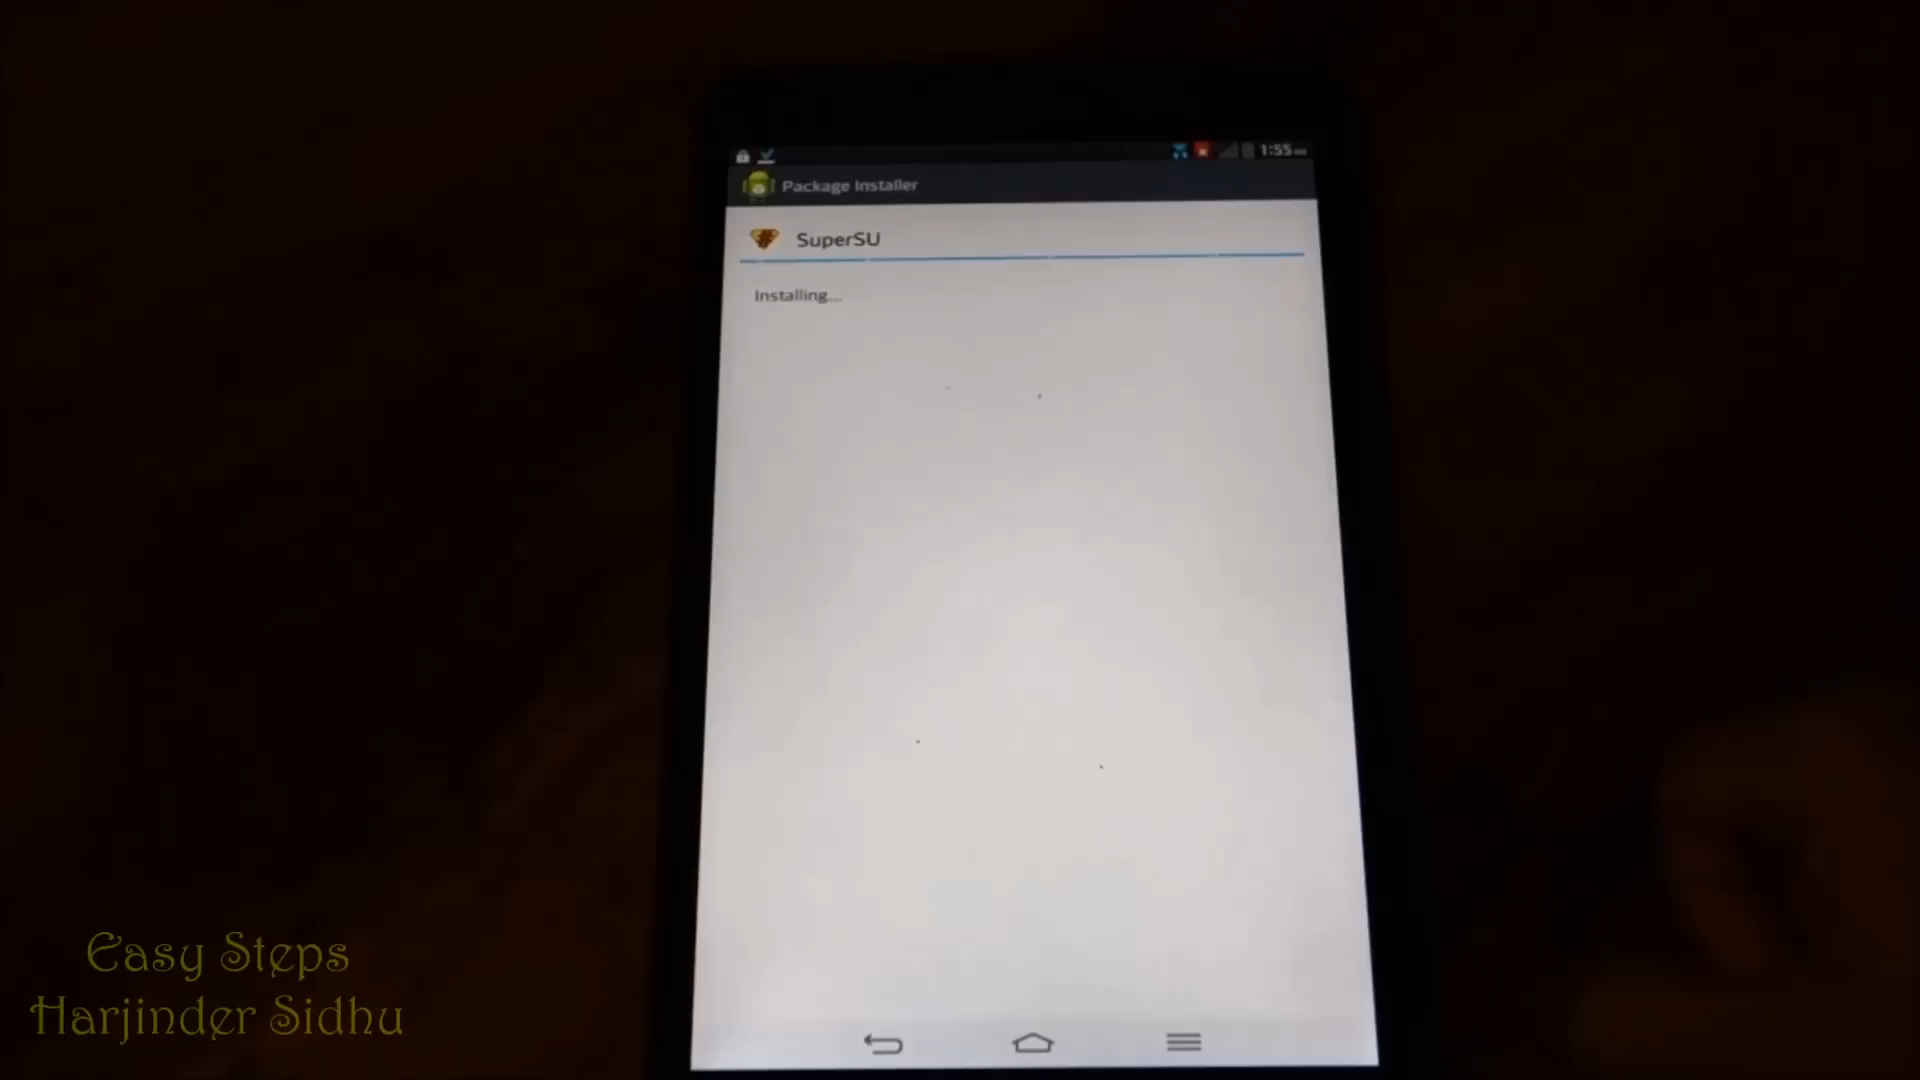 1:55
Package Installer
SuperSU
Installing...
Easy Steps
Harjinder Sidhu